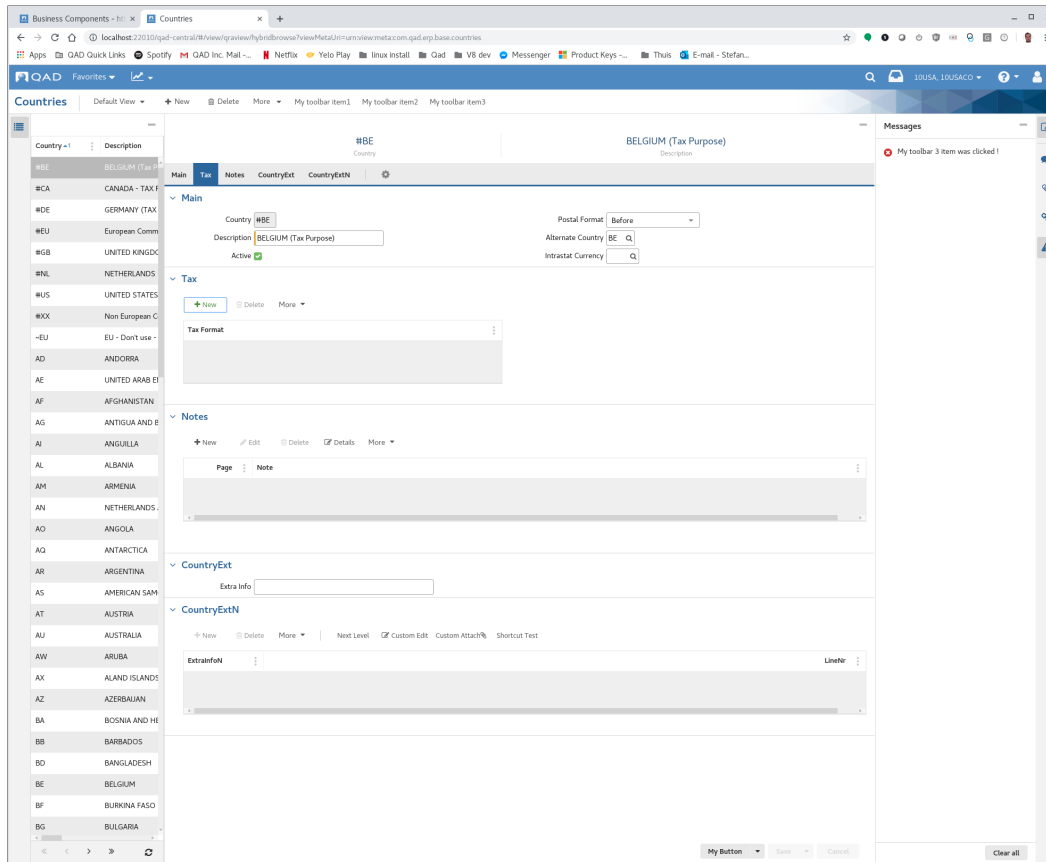 Business Components - ht
Countries
localhost:22010/qad-central/#/view/qraview/hybridbrowse?viewMetaUri=urn:view:meta:com.qad.erp.base.countries
Apps QAD Quick Links Spotify QAD Inc. Mail -... Netflix Yelo Play linux install Qad V8 dev Messenger Product Keys -... Thuis E-mail - Stefan...
QAD Favorites 10USA, 10USACO
Countries Default View + New Delete More My toolbar item1 My toolbar item2 My toolbar item3
Country 1 Description
#BE BELGIUM (Tax P
#CA CANADA - TAX F
#DE GERMANY (TAX
#EU European Comm
#GB UNITED KINGDO
#NL NETHERLANDS
#US UNITED STATES
#XX Non European C
~EU EU - Don't use -
AD ANDORRA
AE UNITED ARAB EI
AF AFGHANISTAN
AG ANTIGUA AND B
AI ANGUILLA
AL ALBANIA
AM ARMENIA
AN NETHERLANDS
AO ANGOLA
AQ ANTARCTICA
AR ARGENTINA
AS AMERICAN SAM
AT AUSTRIA
AU AUSTRALIA
AW ARUBA
AX ALAND ISLANDS
AZ AZERBAIJAN
BA BOSNIA AND HE
BB BARBADOS
BD BANGLADESH
BE BELGIUM
BF BURKINA FASO
BG BULGARIA
#BE
Country
BELGIUM (Tax Purpose)
Description
Main Tax Notes CountryExt CountryExtN
Main
Country #BE
Description BELGIUM (Tax Purpose)
Active
Postal Format Before
Alternate Country BE
Intrastat Currency
Tax
+ New Delete More
Tax Format
Notes
+ New Edit Delete Details More
Page Note
CountryExt
Extra Info
CountryExtN
+ New Delete More Next Level Custom Edit Custom Attach Shortcut Test
ExtraInfoN LineNr
My Button Save Cancel
Messages
My toolbar 3 item was clicked !
Clear all